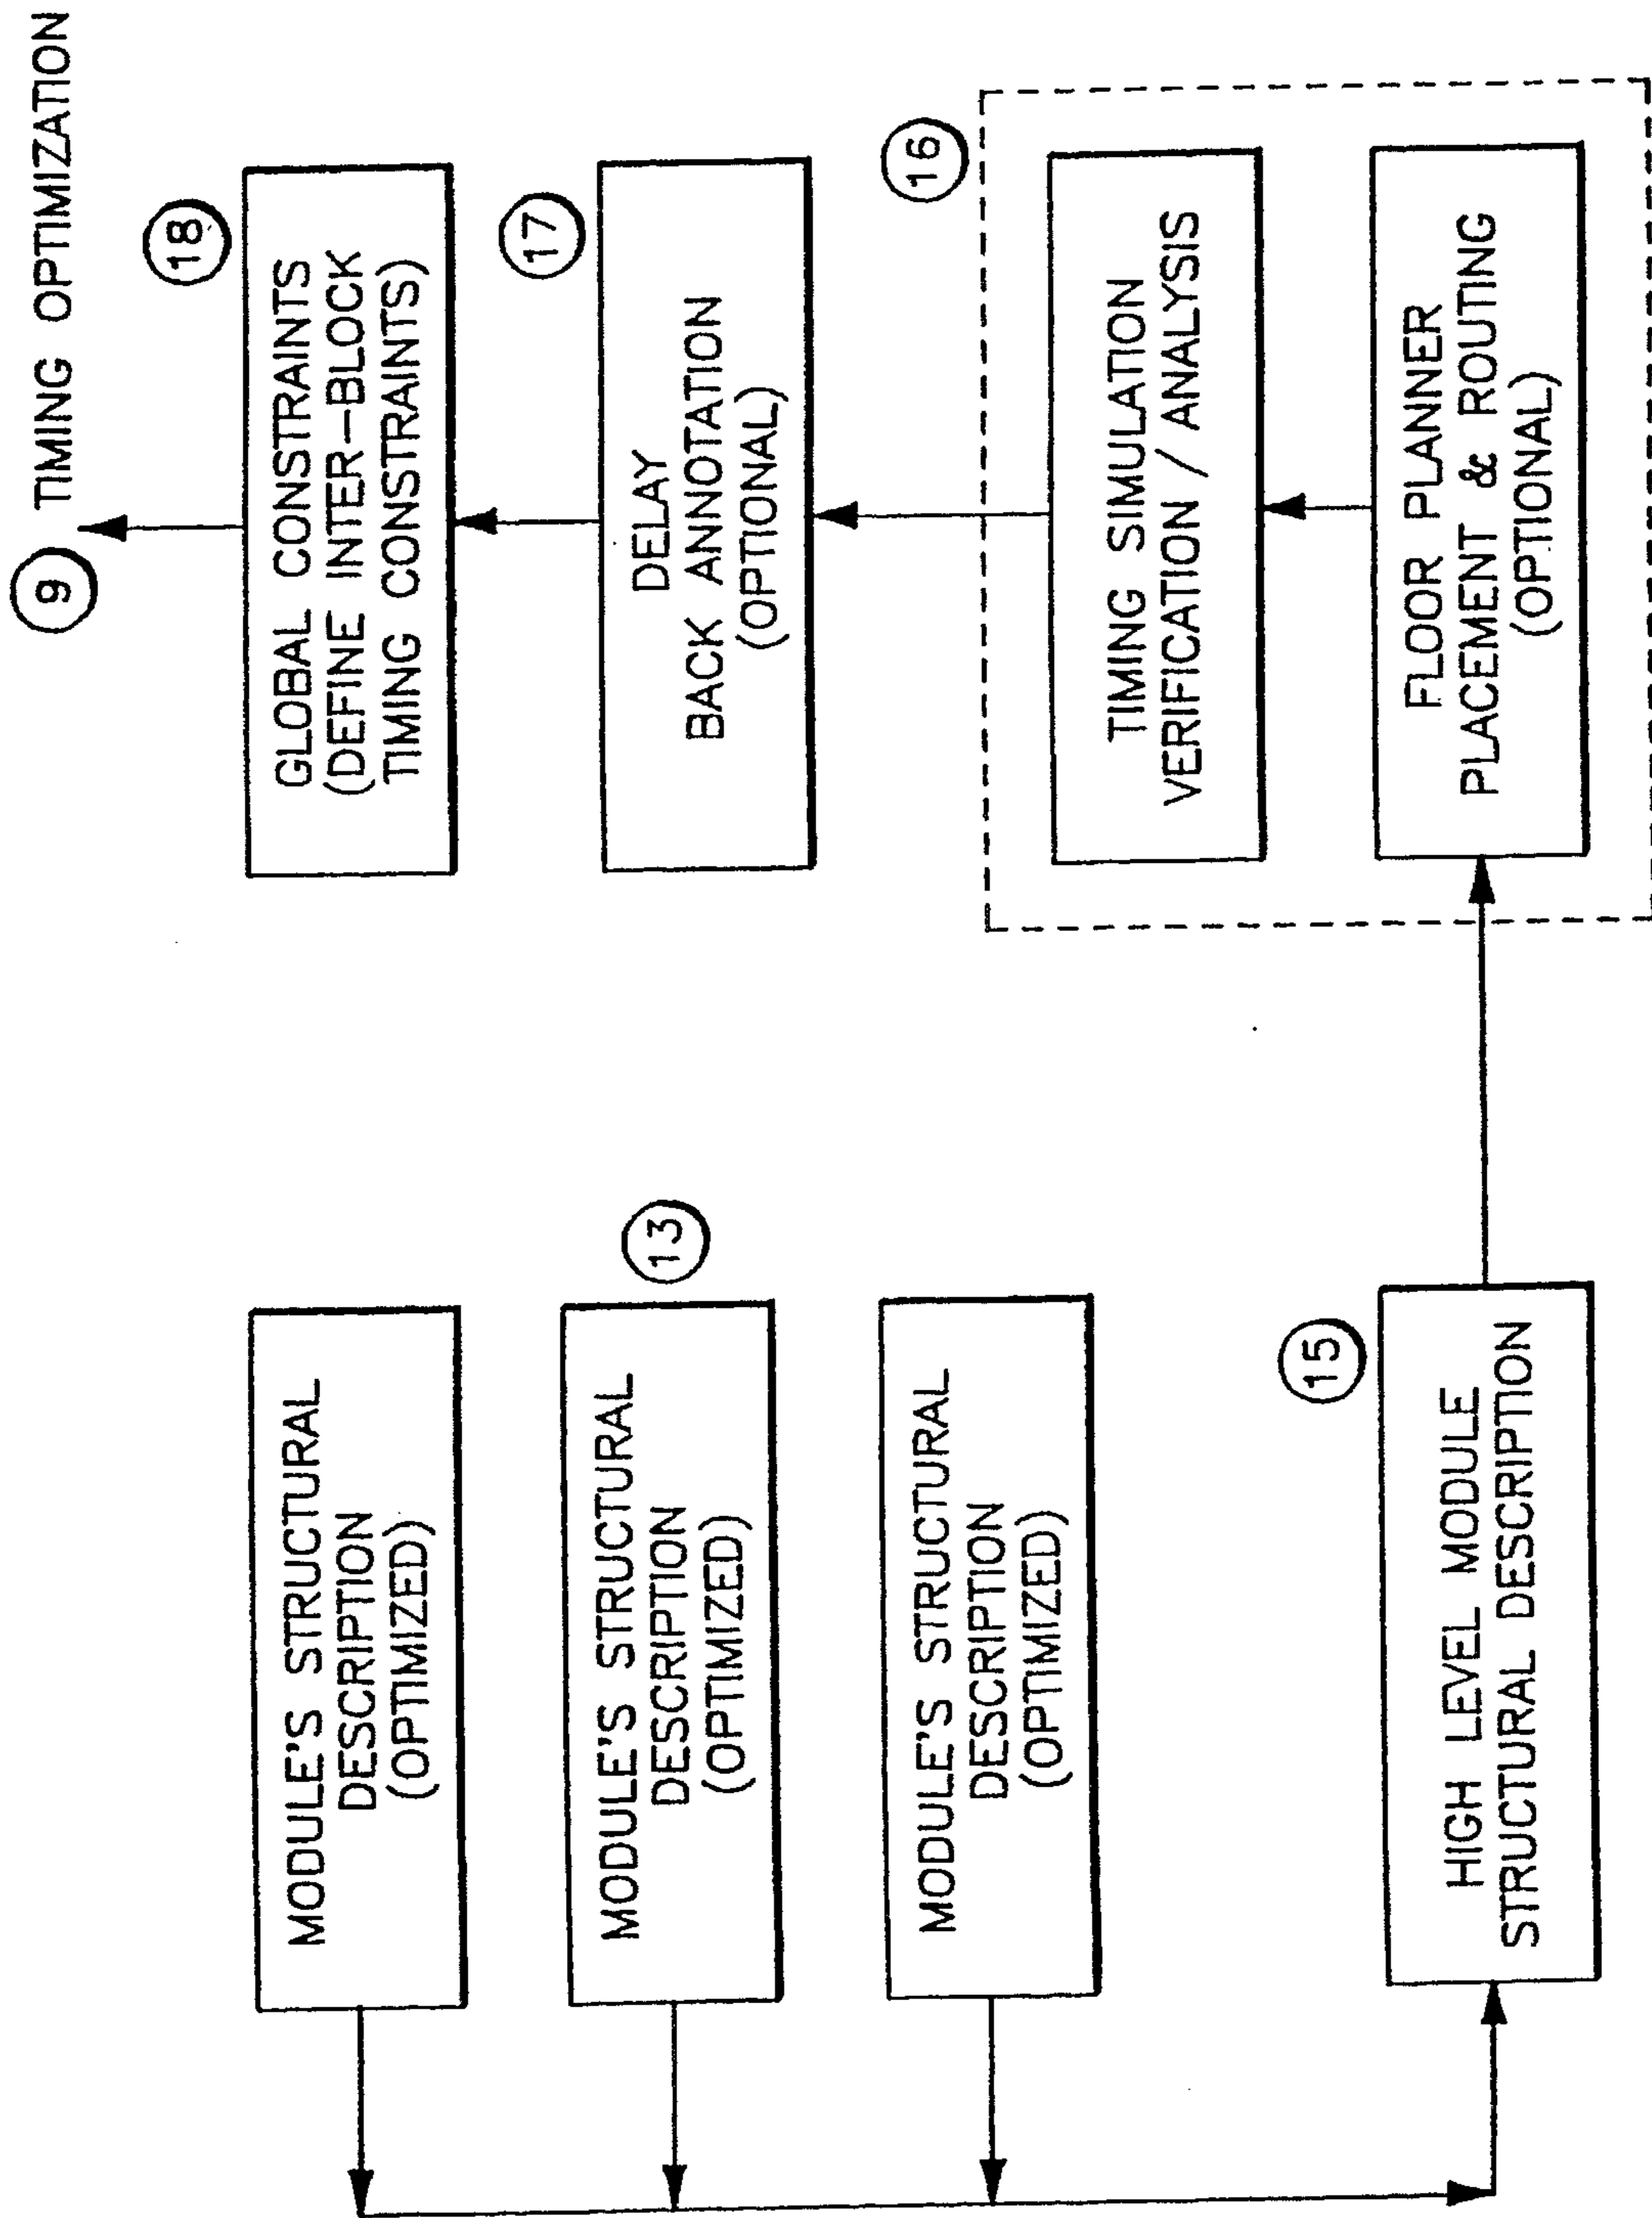 MODULE'S STRUCTURAL
DESCRIPTION
(OPTIMIZED)
13
MODULE'S STRUCTURAL
DESCRIPTION
(OPTIMIZED)
MODULE'S STRUCTURAL
DESCRIPTION
(OPTIMIZED)
15
HIGH LEVEL MODULE
STRUCTURAL DESCRIPTION
9 TIMING OPTIMIZATION
18
GLOBAL CONSTRAINTS
(DEFINE INTER-BLOCK
TIMING CONSTRAINTS)
17
DELAY
BACK ANNOTATION
(OPTIONAL)
16
TIMING SIMULATION
VERIFICATION / ANALYSIS
FLOOR PLANNER
PLACEMENT & ROUTING
(OPTIONAL)